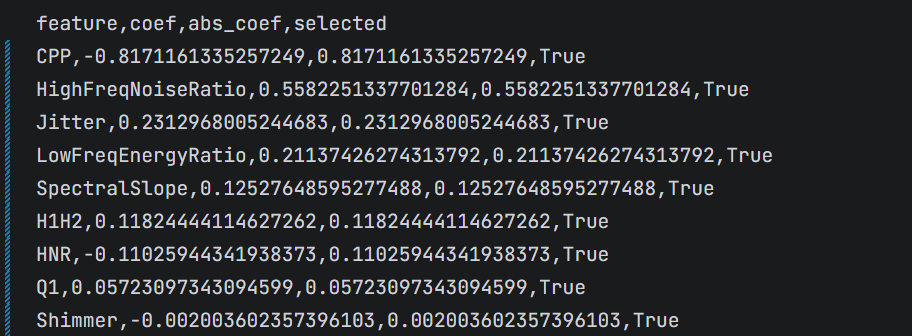 feature,coef,abs_coef,selected
CPP,-0.8171161335257249,0.8171161335257249,True
HighFreqNoiseRatio,0.5582251337701284,0.5582251337701284,True
Jitter,0.2312968005244683,0.2312968005244683,True
LowFreqEnergyRatio,0.21137426274313792,0.21137426274313792,True
SpectralSlope,0.12527648595277488,0.12527648595277488,True
H1H2,0.11824444114627262,0.11824444114627262,True
HNR,-0.11025944341938373,0.11025944341938373,True
Q1,0.05723097343094599,0.05723097343094599,True
Shimmer,-0.002003602357396103,0.002003602357396103,True